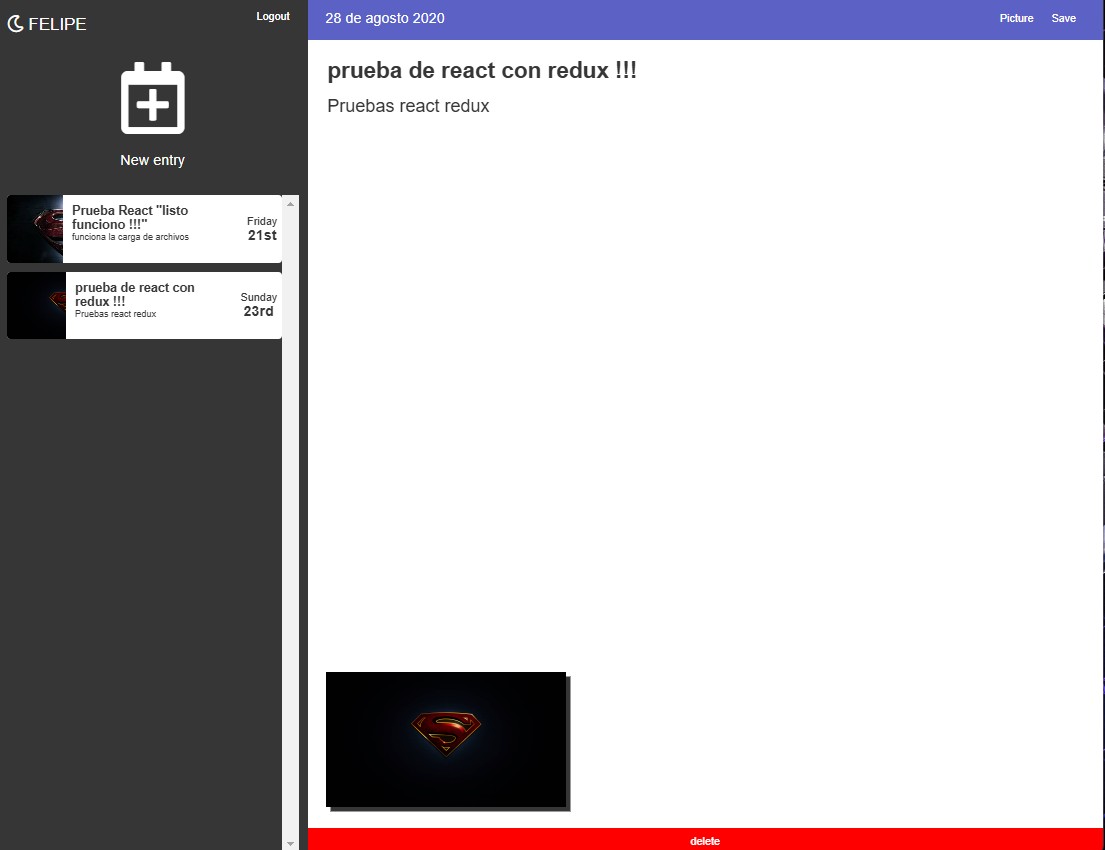 FELIPE
Logout
New entry
Prueba React "listo
funciono !!!"
funciona la carga de archivos
Friday
21st
prueba de react con
redux !!!
Pruebas react redux
Sunday
23rd
28 de agosto 2020
Picture
Save
prueba de react con redux !!!
Pruebas react redux
delete